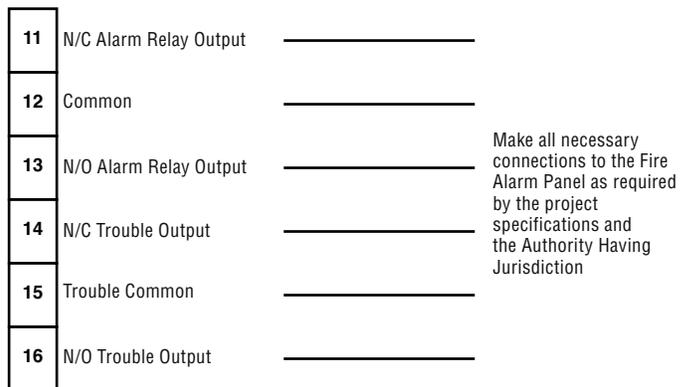 11 N/C Alarm Relay Output
12 Common
13 N/O Alarm Relay Output
14 N/C Trouble Output
15 Trouble Common
16 N/O Trouble Output
Make all necessary
connections to the Fire
Alarm Panel as required
by the project
specifications and
the Authority Having
Jurisdiction